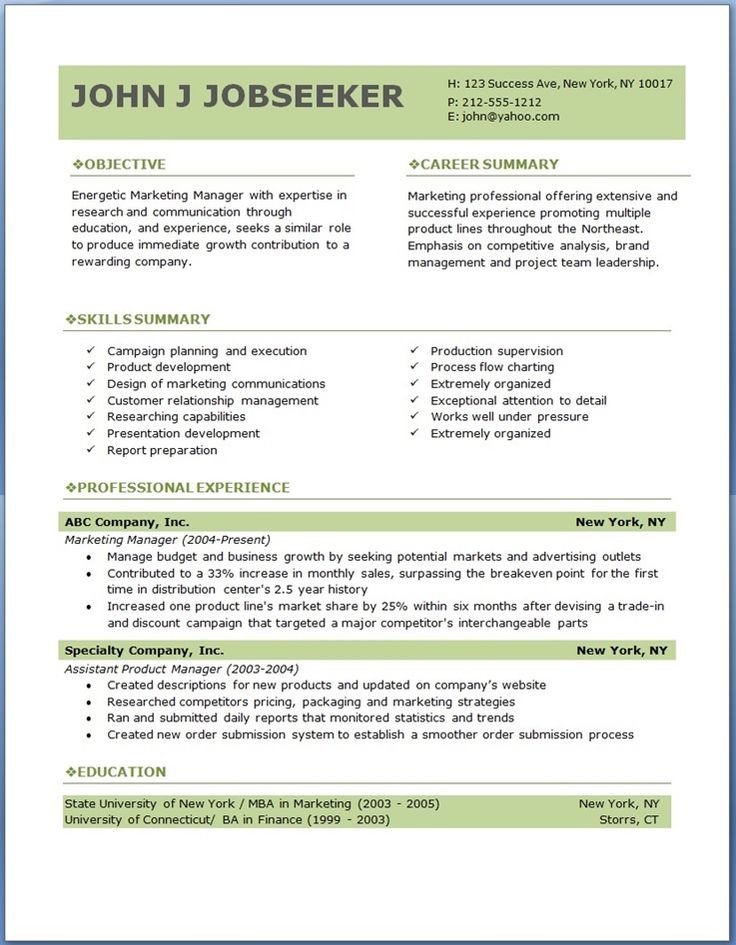 JOHN J JOBSEEKER
H: 123 Success Ave, New York, NY 10017
P: 212-555-1212
E: john@yahoo.com
❖OBJECTIVE
Energetic Marketing Manager with expertise in
research and communication through
education, and experience, seeks a similar role
to produce immediate growth contribution to a
rewarding company.
❖CAREER SUMMARY
Marketing professional offering extensive and
successful experience promoting multiple
product lines throughout the Northeast.
Emphasis on competitive analysis, brand
management and project team leadership.
❖SKILLS SUMMARY
✓ Campaign planning and execution
✓ Product development
✓ Design of marketing communications
✓ Customer relationship management
✓ Researching capabilities
✓ Presentation development
✓ Report preparation
✓ Production supervision
✓ Process flow charting
✓ Extremely organized
✓ Exceptional attention to detail
✓ Works well under pressure
✓ Extremely organized
❖PROFESSIONAL EXPERIENCE
ABC Company, Inc. New York, NY
Marketing Manager (2004-Present)
• Manage budget and business growth by seeking potential markets and advertising outlets
• Contributed to a 33% increase in monthly sales, surpassing the breakeven point for the first
time in distribution center's 2.5 year history
• Increased one product line's market share by 25% within six months after devising a trade-in
and discount campaign that targeted a major competitor's interchangeable parts
Specialty Company, Inc. New York, NY
Assistant Product Manager (2003-2004)
• Created descriptions for new products and updated on company's website
• Researched competitors pricing, packaging and marketing strategies
• Ran and submitted daily reports that monitored statistics and trends
• Created new order submission system to establish a smoother order submission process
❖EDUCATION
State University of New York / MBA in Marketing (2003 - 2005) New York, NY
University of Connecticut/ BA in Finance (1999 - 2003) Storrs, CT